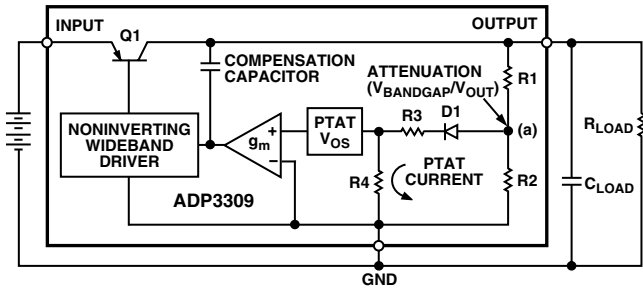 INPUT
Q1
OUTPUT
COMPENSATION
CAPACITOR
ATTENUATION
(VBANDGAP/VOUT)
R1
R3
D1
(a)
NONINVERTING
WIDEBAND
DRIVER
gm
+
−
PTAT
VOS
R4
PTAT
CURRENT
R2
RLOAD
CLOAD
ADP3309
GND